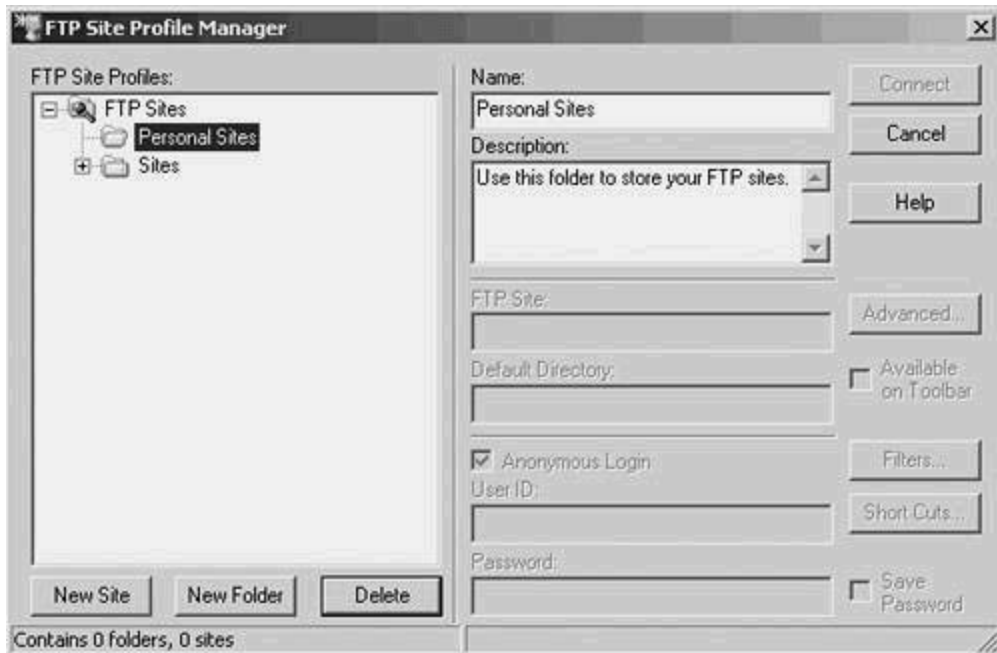 FTP Site Profile Manager
FTP Site Profiles:
FTP Sites
Personal Sites
Sites
New Site
New Folder
Delete
Contains 0 folders, 0 sites
Name:
Personal Sites
Description:
Use this folder to store your FTP sites.
FTP Site:
Default Directory:
Anonymous Login
User ID:
Password:
Connect
Cancel
Help
Advanced...
Available
on Toolbar
Filters...
Short Cuts...
Save
Password